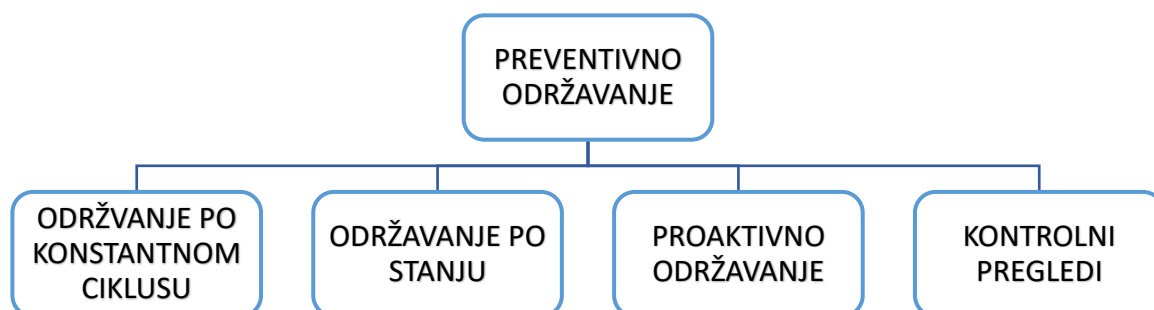 PREVENTIVNO
ODRŽAVANJE
ODRŽVANJE PO
KONSTANTNOM
CIKLUSU
ODRŽAVANJE PO
STANJU
PROAKTIVNO
ODRŽAVANJE
KONTROLNI
PREGLEDI